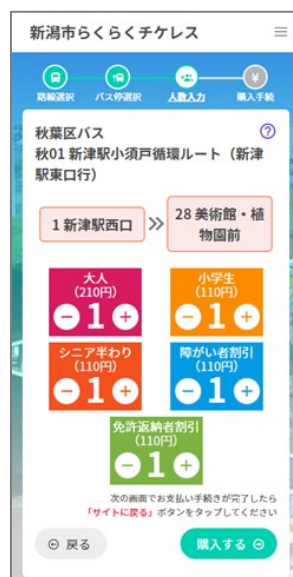 新潟市らくらくチケレス
路線選択 バス停選択 人数入力 購入手続
¥
秋葉区バス
秋01 新津駅小須戸循環ルート（新津
駅東口行）
?
1 新津駅西口
28 美術館・植
物園前
大人
（210円）
1
小学生
（110円）
1
シニア半わり
（110円）
1
障がい者割引
（110円）
1
免許返納者割引
（110円）
1
次の画面でお支払い手続きが完了したら
「サイトに戻る」ボタンをタップしてください
戻る
購入する